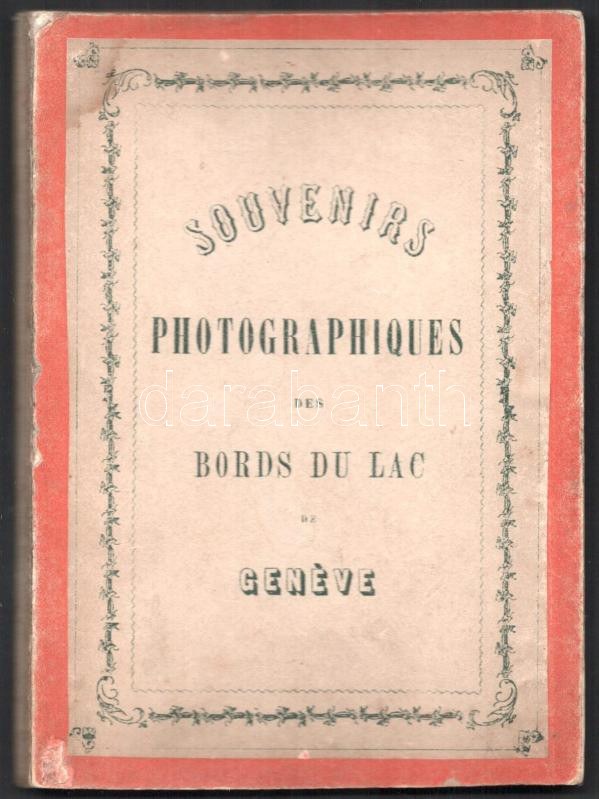 SOUVENIRS
PHOTOGRAPHIQUES
DES
darabanth
BORDS DU LAC
DE
GENÈVE